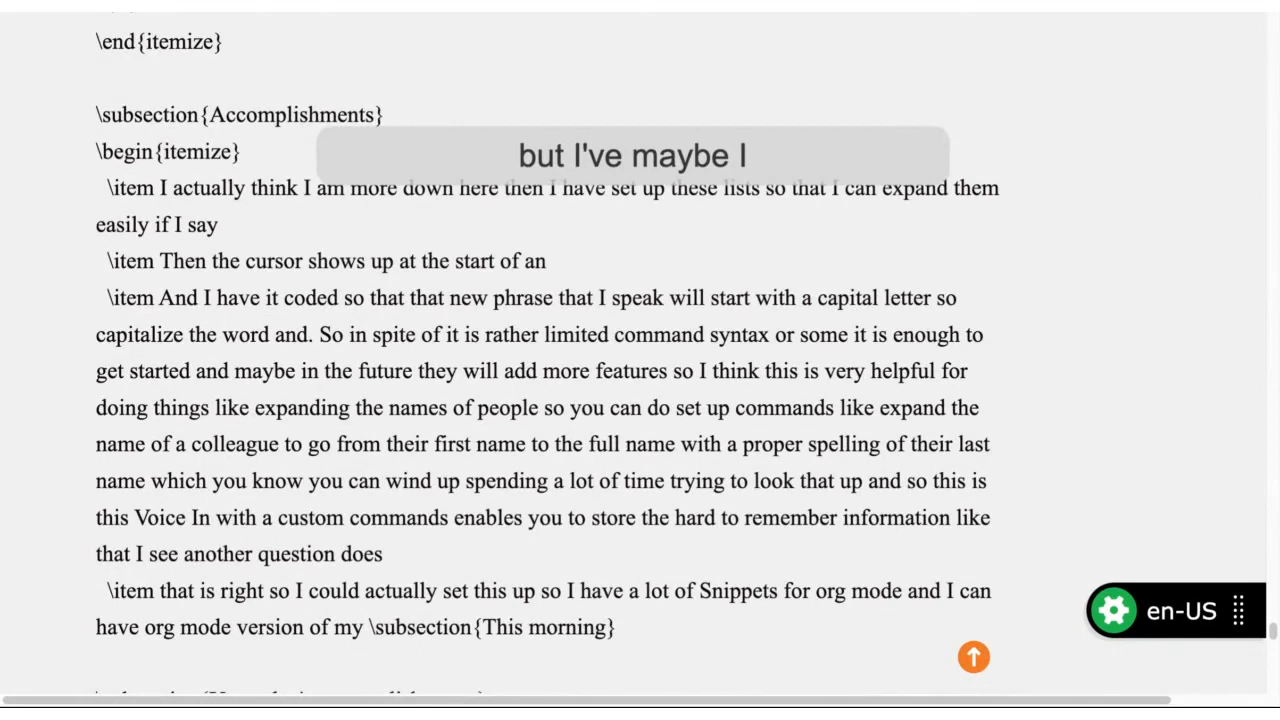 \end{itemize}
\subsection{Accomplishments}
\begin{itemize}
but I've maybe I
\item I actually think I am more down here then I have set up these lists so that I can expand them
easily if I say
\item Then the cursor shows up at the start of an
\item And I have it coded so that that new phrase that I speak will start with a capital letter so
capitalize the word and. So in spite of it is rather limited command syntax or some it is enough to
get started and maybe in the future they will add more features so I think this is very helpful for
doing things like expanding the names of people so you can do set up commands like expand the
name of a colleague to go from their first name to the full name with a proper spelling of their last
name which you know you can wind up spending a lot of time trying to look that up and so this is
this Voice In with a custom commands enables you to store the hard to remember information like
that I see another question does
\item that is right so I could actually set this up so I have a lot of Snippets for org mode and I can
have org mode version of my \subsection{This morning}
en-US